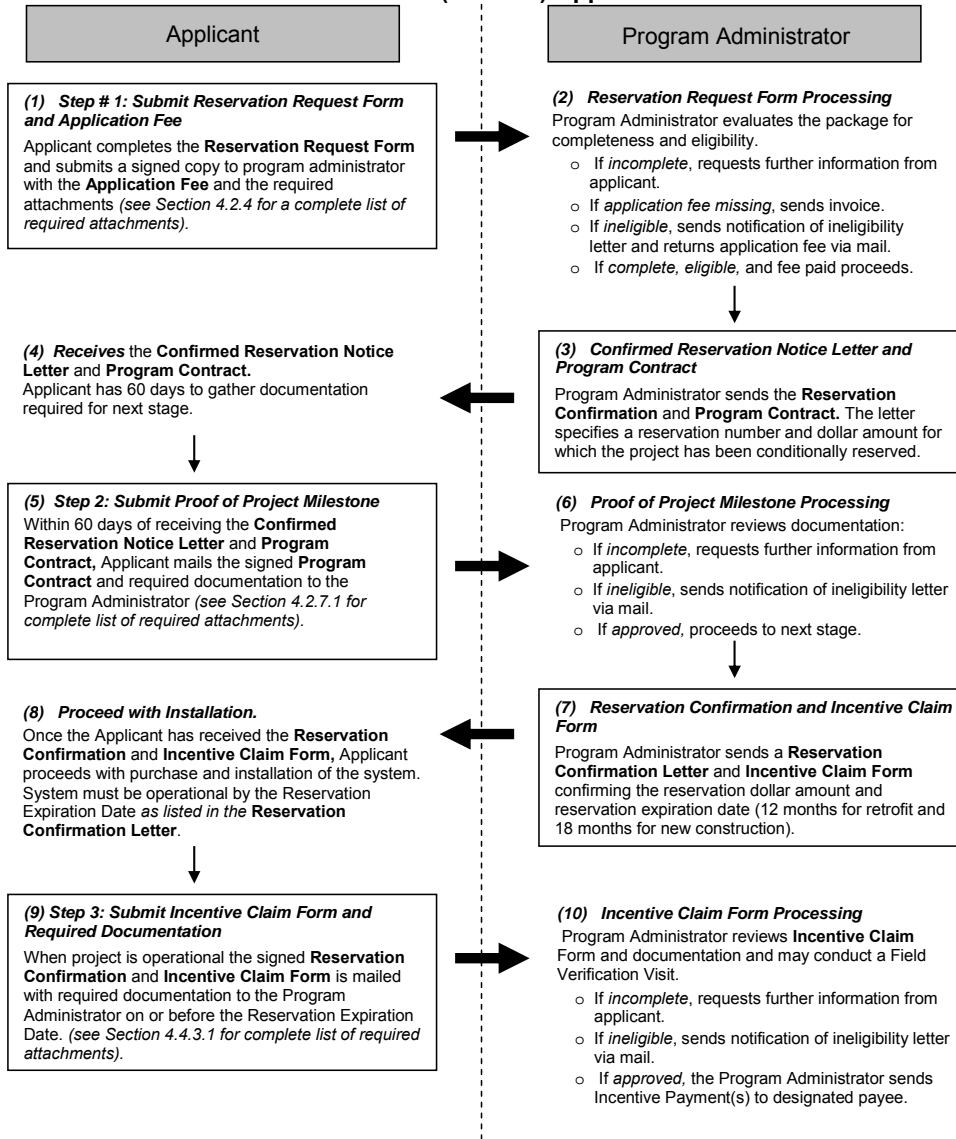 Applicant
Program Administrator
(1) Step # 1: Submit Reservation Request Form
and Application Fee
Applicant completes the Reservation Request Form
and submits a signed copy to program administrator
with the Application Fee and the required
attachments (see Section 4.2.4 for a complete list of
required attachments).
(2) Reservation Request Form Processing
Program Administrator evaluates the package for
completeness and eligibility.
o If incomplete, requests further information from
applicant.
o If application fee missing, sends invoice.
o If ineligible, sends notification of ineligibility
letter and returns application fee via mail.
o If complete, eligible, and fee paid proceeds.
(3) Confirmed Reservation Notice Letter and
Program Contract
Program Administrator sends the Reservation
Confirmation and Program Contract. The letter
specifies a reservation number and dollar amount for
which the project has been conditionally reserved.
(4) Receives the Confirmed Reservation Notice
Letter and Program Contract.
Applicant has 60 days to gather documentation
required for next stage.
(5) Step 2: Submit Proof of Project Milestone
Within 60 days of receiving the Confirmed
Reservation Notice Letter and Program
Contract, Applicant mails the signed Program
Contract and required documentation to the
Program Administrator (see Section 4.2.7.1 for
complete list of required attachments).
(6) Proof of Project Milestone Processing
Program Administrator reviews documentation:
o If incomplete, requests further information from
applicant.
o If ineligible, sends notification of ineligibility letter
via mail.
o If approved, proceeds to next stage.
(7) Reservation Confirmation and Incentive Claim
Form
Program Administrator sends a Reservation
Confirmation Letter and Incentive Claim Form
confirming the reservation dollar amount and
reservation expiration date (12 months for retrofit and
18 months for new construction).
(8) Proceed with Installation.
Once the Applicant has received the Reservation
Confirmation and Incentive Claim Form, Applicant
proceeds with purchase and installation of the system.
System must be operational by the Reservation
Expiration Date as listed in the Reservation
Confirmation Letter.
(9) Step 3: Submit Incentive Claim Form and
Required Documentation
When project is operational the signed Reservation
Confirmation and Incentive Claim Form is mailed
with required documentation to the Program
Administrator on or before the Reservation Expiration
Date. (see Section 4.4.3.1 for complete list of required
attachments).
(10) Incentive Claim Form Processing
Program Administrator reviews Incentive Claim
Form and documentation and may conduct a Field
Verification Visit.
o If incomplete, requests further information from
applicant.
o If ineligible, sends notification of ineligibility letter
via mail.
o If approved, the Program Administrator sends
Incentive Payment(s) to designated payee.